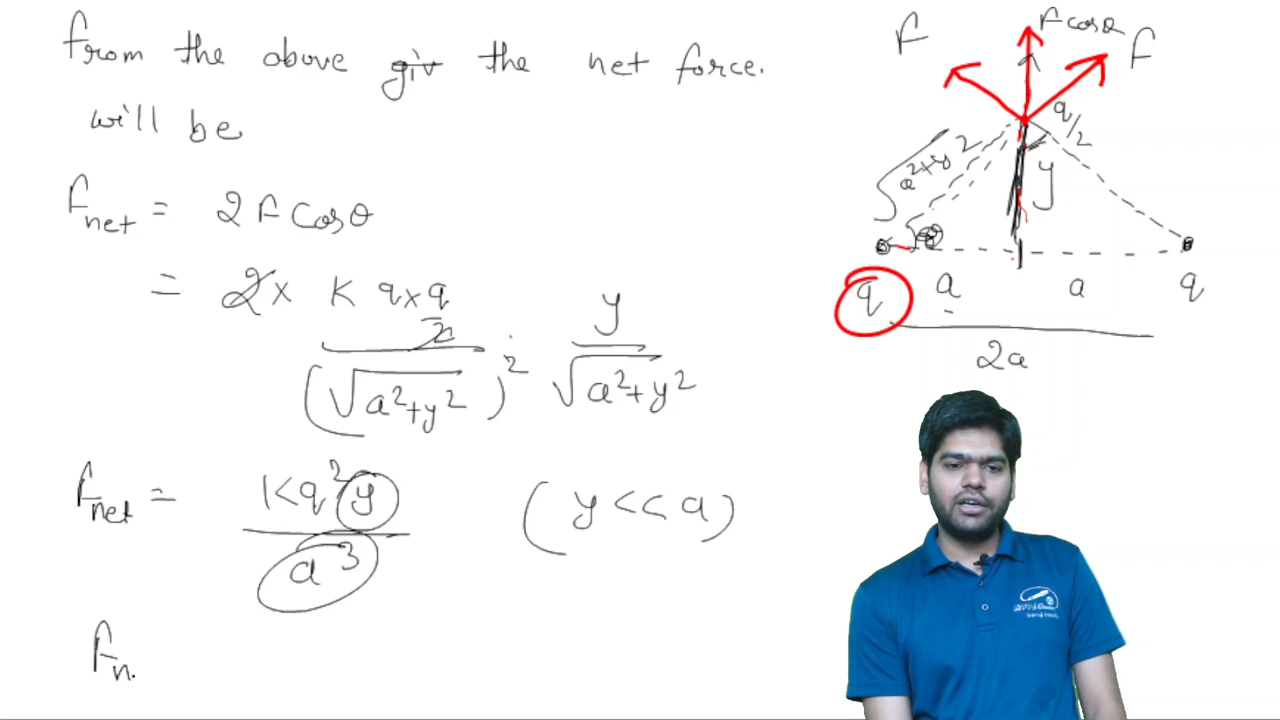 from the above giv the net force.
will be
Fnet = 2F Cosθ
= 2 × K q×q/2 / (√a²+y²)² · y / √a²+y²
Fnet = Kq²y / a³ (y << a)
Fn.
F
F cosθ
F
q/2
√a²+y²
y
q a a q
2a